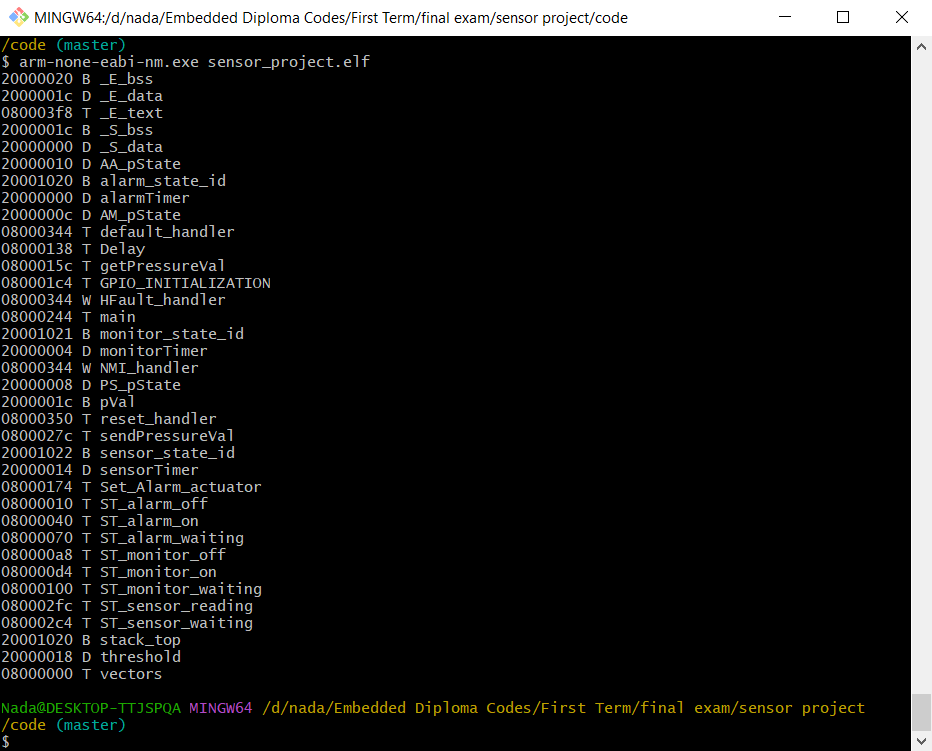 MINGW64:/d/nada/Embedded Diploma Codes/First Term/final exam/sensor project/code
/code (master)
$ arm-none-eabi-nm.exe sensor_project.elf
20000020 B _E_bss
2000001c D _E_data
080003f8 T _E_text
2000001c B _S_bss
20000000 D _S_data
20000010 D AA_pState
20001020 B alarm_state_id
20000000 D alarmTimer
2000000c D AM_pState
08000344 T default_handler
08000138 T Delay
0800015c T getPressureVal
080001c4 T GPIO_INITIALIZATION
08000344 W HFault_handler
08000244 T main
20001021 B monitor_state_id
20000004 D monitorTimer
08000344 W NMI_handler
20000008 D PS_pState
2000001c B pVal
08000350 T reset_handler
0800027c T sendPressureVal
20001022 B sensor_state_id
20000014 D sensorTimer
08000174 T Set_Alarm_actuator
08000010 T ST_alarm_off
08000040 T ST_alarm_on
08000070 T ST_alarm_waiting
080000a8 T ST_monitor_off
080000d4 T ST_monitor_on
08000100 T ST_monitor_waiting
080002fc T ST_sensor_reading
080002c4 T ST_sensor_waiting
20001020 B stack_top
20000018 D threshold
08000000 T vectors
Nada@DESKTOP-TTJSPQA MINGW64 /d/nada/Embedded Diploma Codes/First Term/final exam/sensor project
/code (master)
$